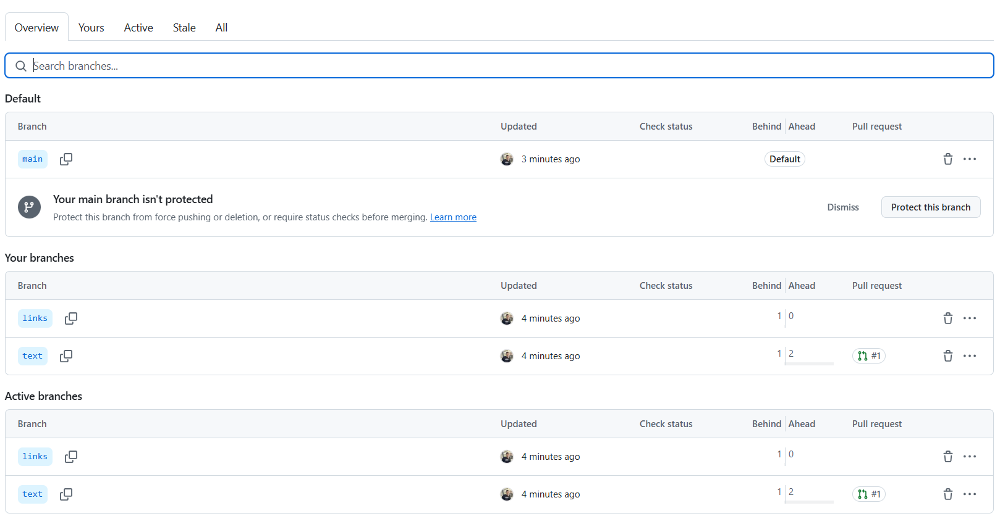 Overview Yours Active Stale All
Search branches...
Default
Branch Updated Check status Behind Ahead Pull request
main 3 minutes ago Default
Your main branch isn't protected
Protect this branch from force pushing or deletion, or require status checks before merging. Learn more
Dismiss Protect this branch
Your branches
Branch Updated Check status Behind Ahead Pull request
links 4 minutes ago 1 0
text 4 minutes ago 1 2 #1
Active branches
Branch Updated Check status Behind Ahead Pull request
links 4 minutes ago 1 0
text 4 minutes ago 1 2 #1